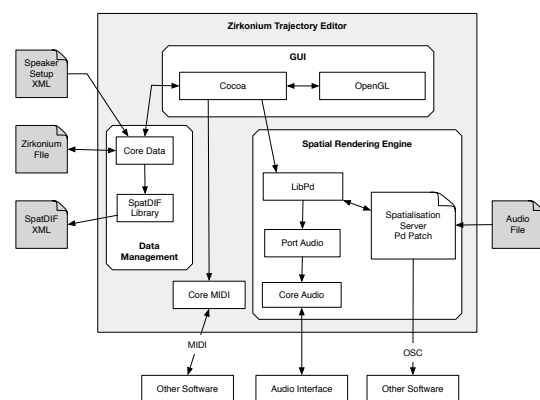 Zirkonium Trajectory Editor
GUI
Speaker
Setup
XML
Cocoa
OpenGL
Zirkonium
FIle
Core Data
Spatial Rendering Engine
LibPd
SpatDIF
XML
SpatDIF
Library
Spatialisation
Server
Pd Patch
Audio
File
Data
Management
Port Audio
Core MIDI
Core Audio
MIDI
OSC
Other Software
Audio Interface
Other Software